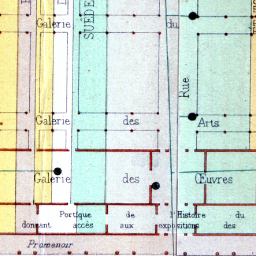 Galerie du
SUÈDE
Rue
Galerie des Arts
Galerie des Œuvres
Portique de l'Histoire du
donnant accès aux expositions des
Promenoir